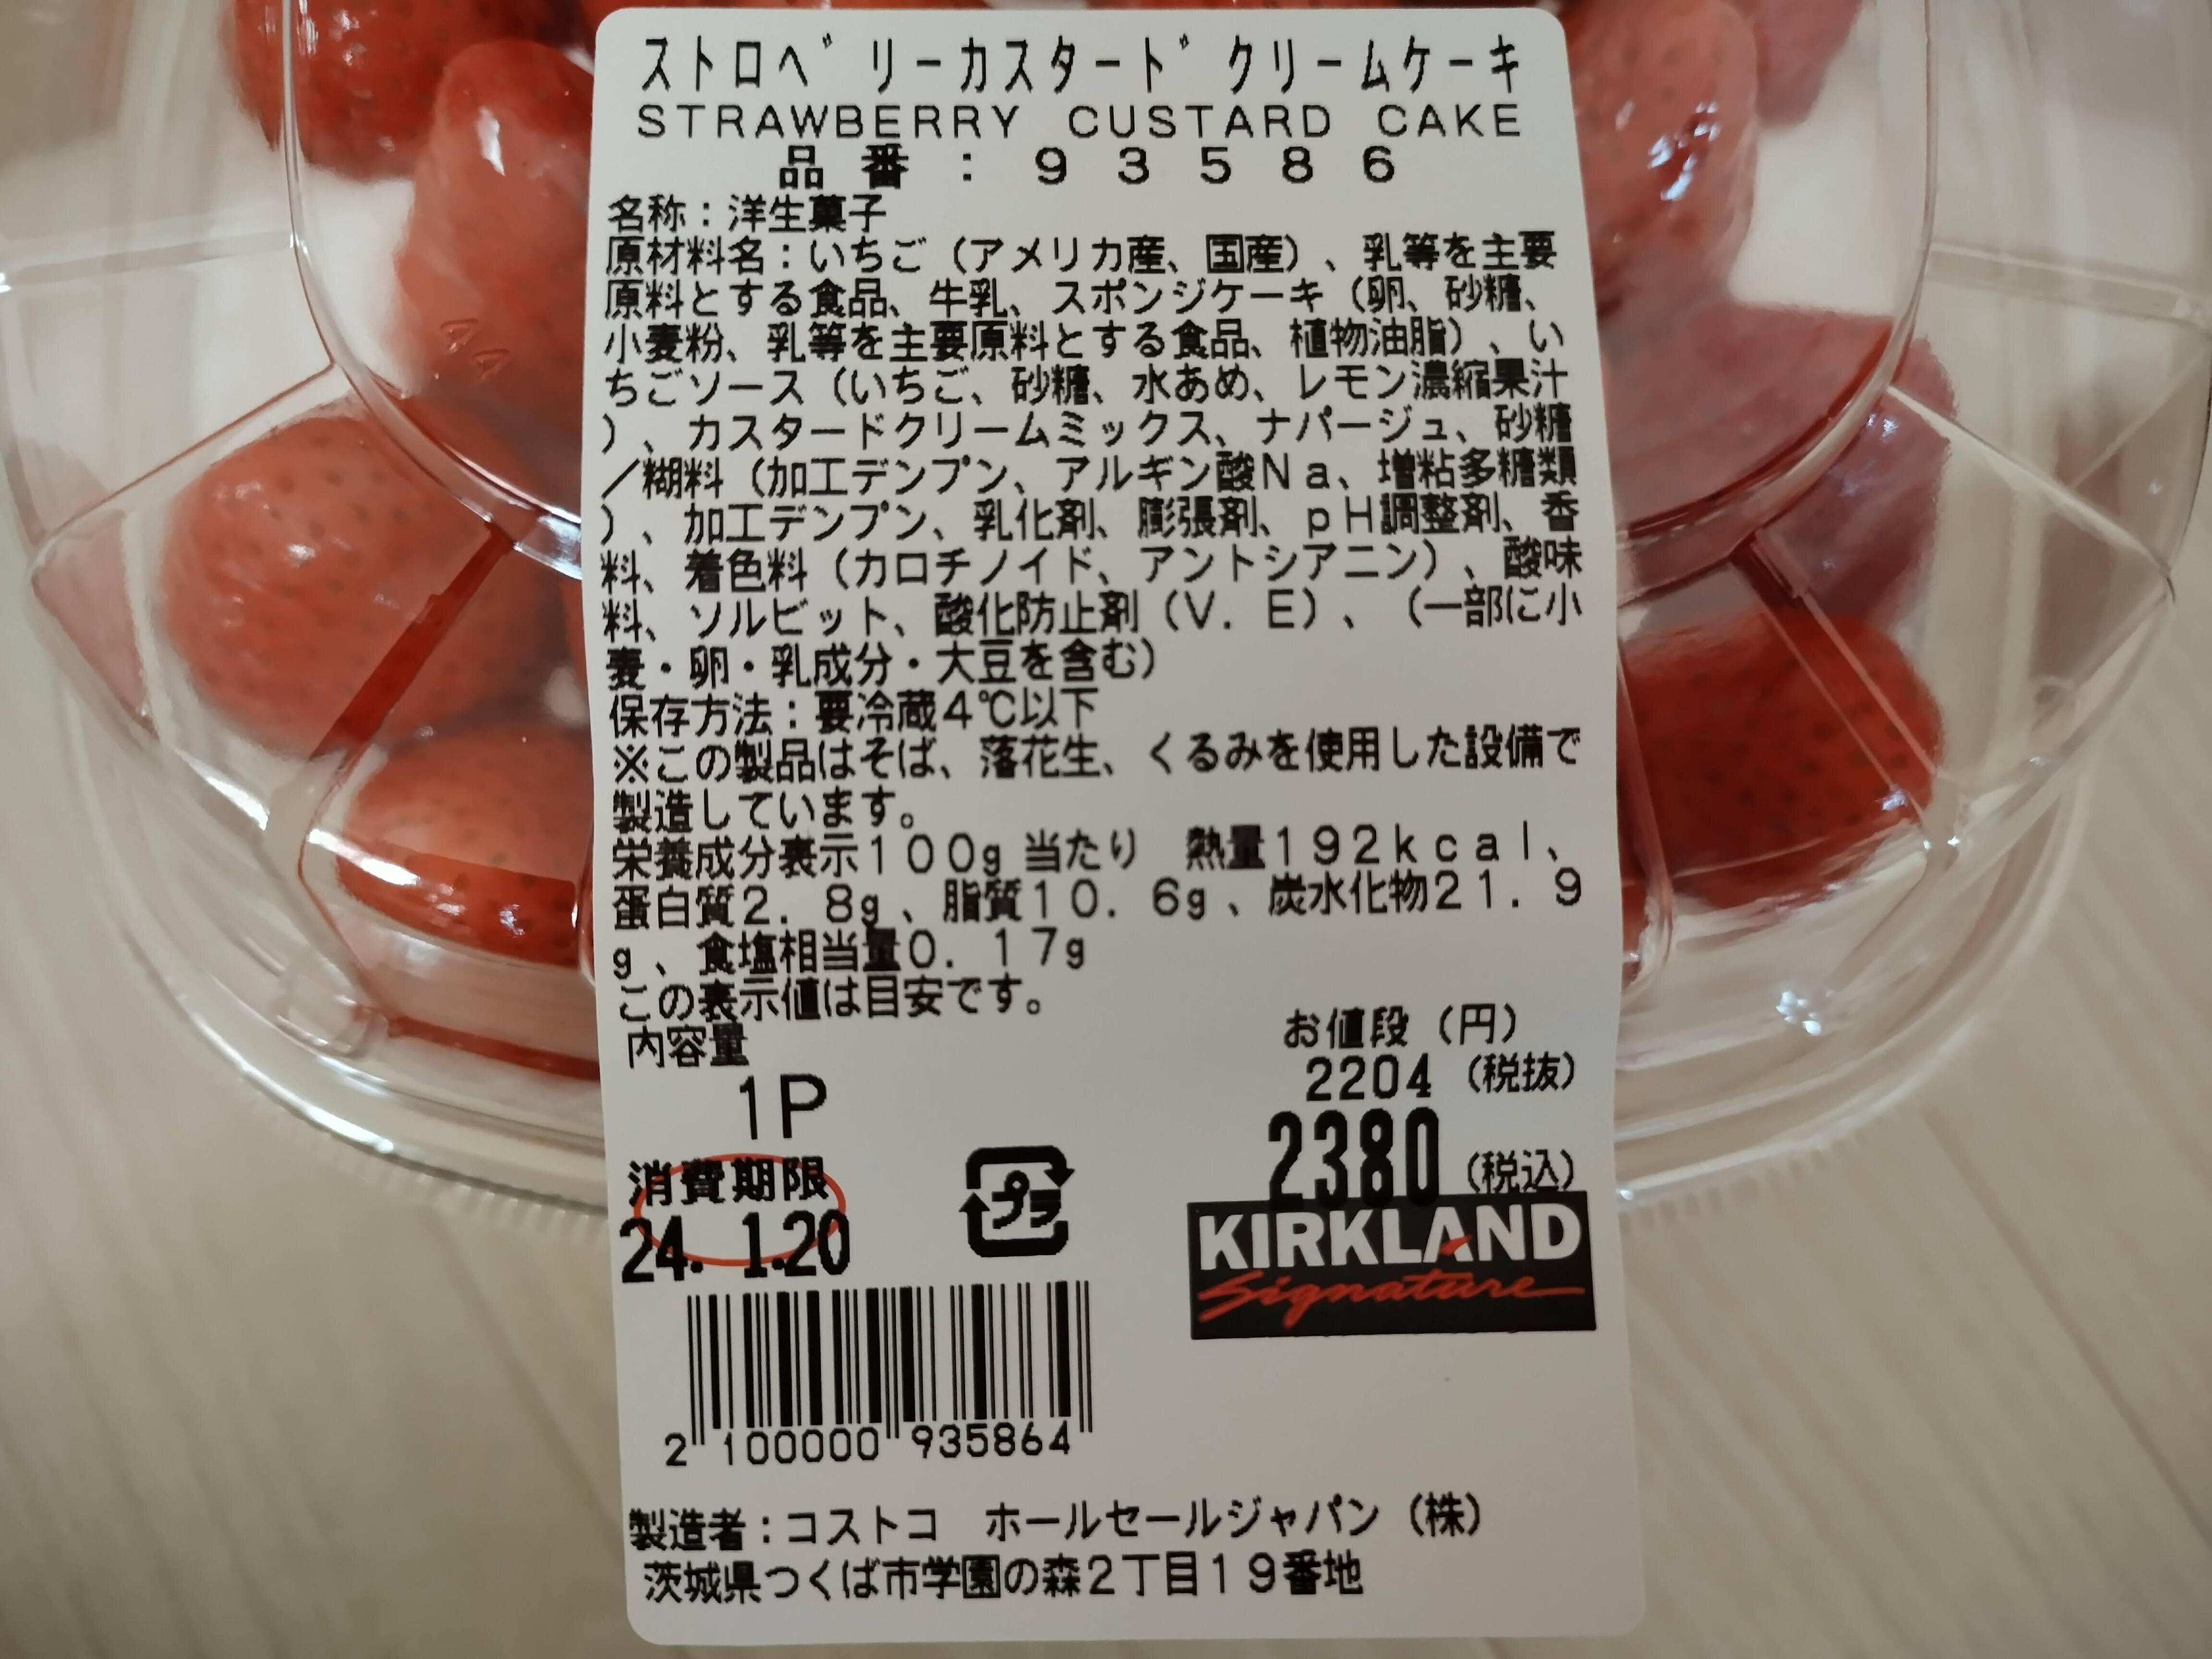 ストロベリーカスタードクリームケーキ
STRAWBERRY CUSTARD CAKE
品番：93586
名称：洋生菓子
原材料名：いちご（アメリカ産、国産）、乳等を主要
原料とする食品、牛乳、スポンジケーキ（卵、砂糖、
小麦粉、乳等を主要原料とする食品、植物油脂）、い
ちごソース（いちご、砂糖、水あめ、レモン濃縮果汁
）、カスタードクリームミックス、ナパージュ、砂糖
／糊料（加工デンプン、アルギン酸Na、増粘多糖類
）、加工デンプン、乳化剤、膨張剤、pH調整剤、香
料、着色料（カロチノイド、アントシアニン）、酸味
料、ソルビット、酸化防止剤（V．E）、（一部に小
麦・卵・乳成分・大豆を含む）
保存方法：要冷蔵4℃以下
※この製品はそば、落花生、くるみを使用した設備で
製造しています。
栄養成分表示100g当たり 熱量192kcal、
蛋白質2．8g、脂質10．6g、炭水化物21．9
g、食塩相当量0．17g
この表示値は目安です。
内容量
1P
お値段（円）
2204（税抜）
2380（税込）
消費期限
24. 1.20
プラ
KIRKLAND
Signature
2 100000 935864
製造者：コストコ ホールセールジャパン（株）
茨城県つくば市学園の森2丁目19番地